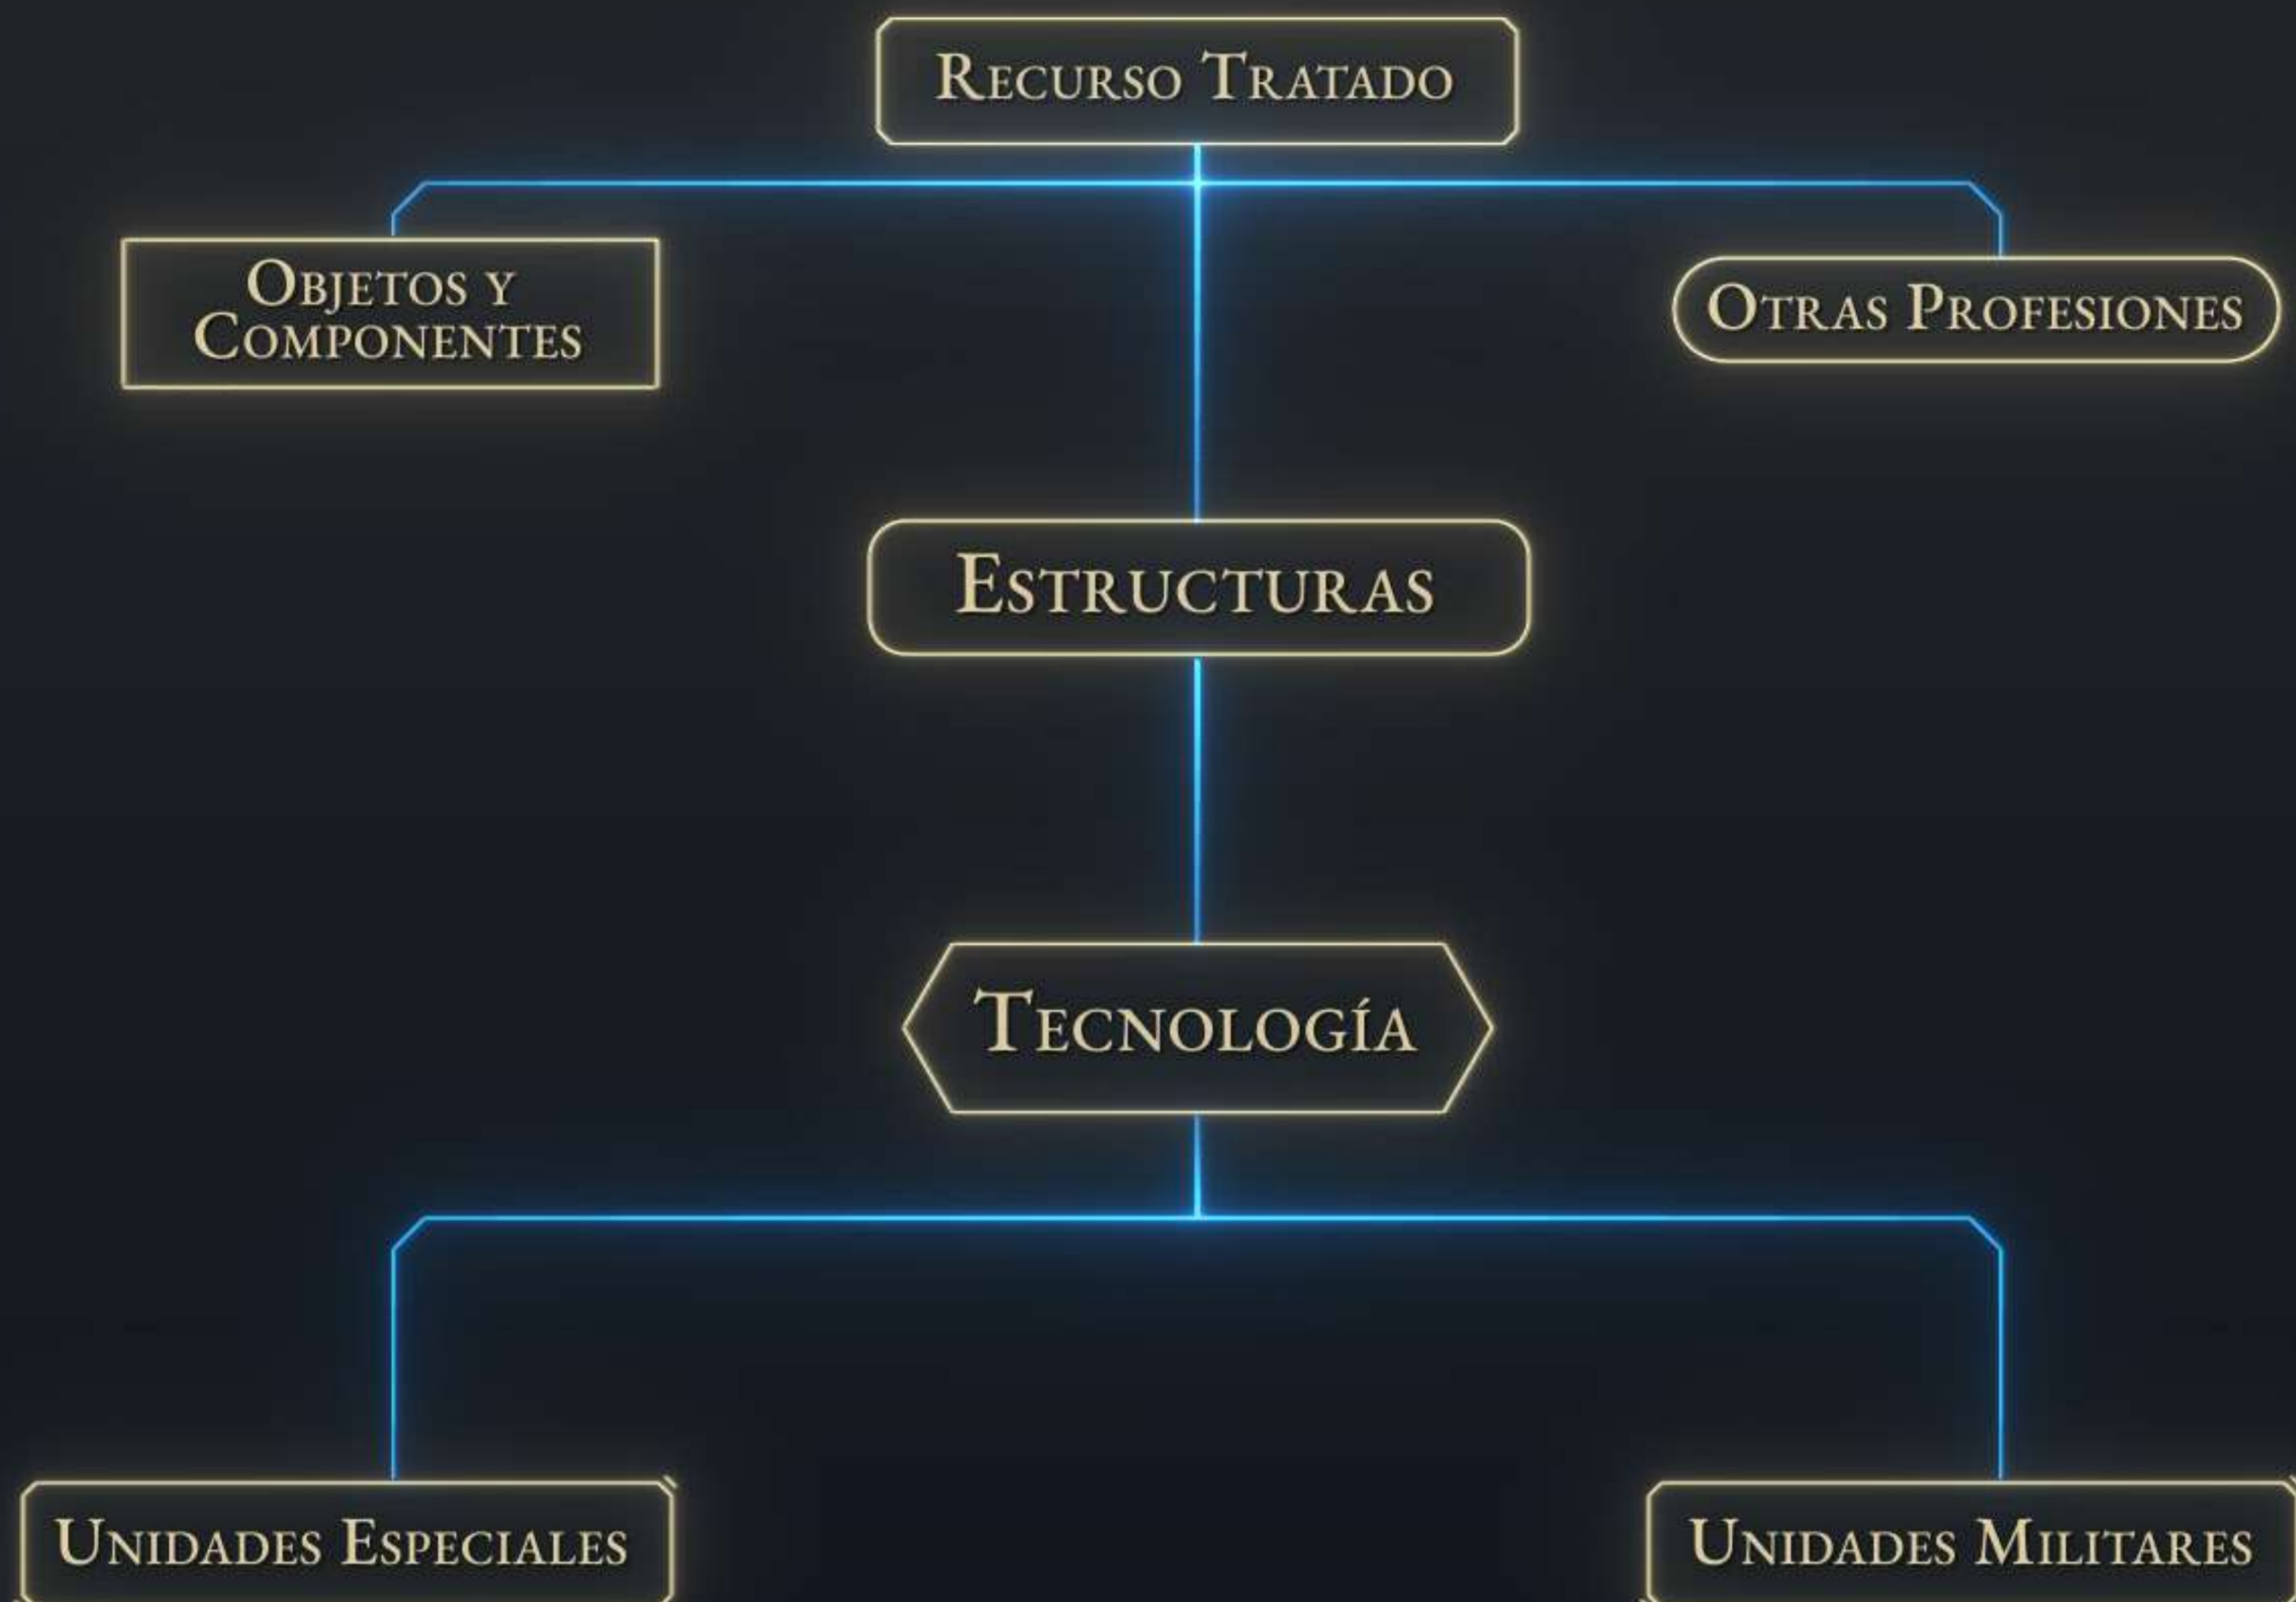 Recurso Tratado
Objetos y
Componentes
Otras Profesiones
Estructuras
Tecnología
Unidades Especiales
Unidades Militares